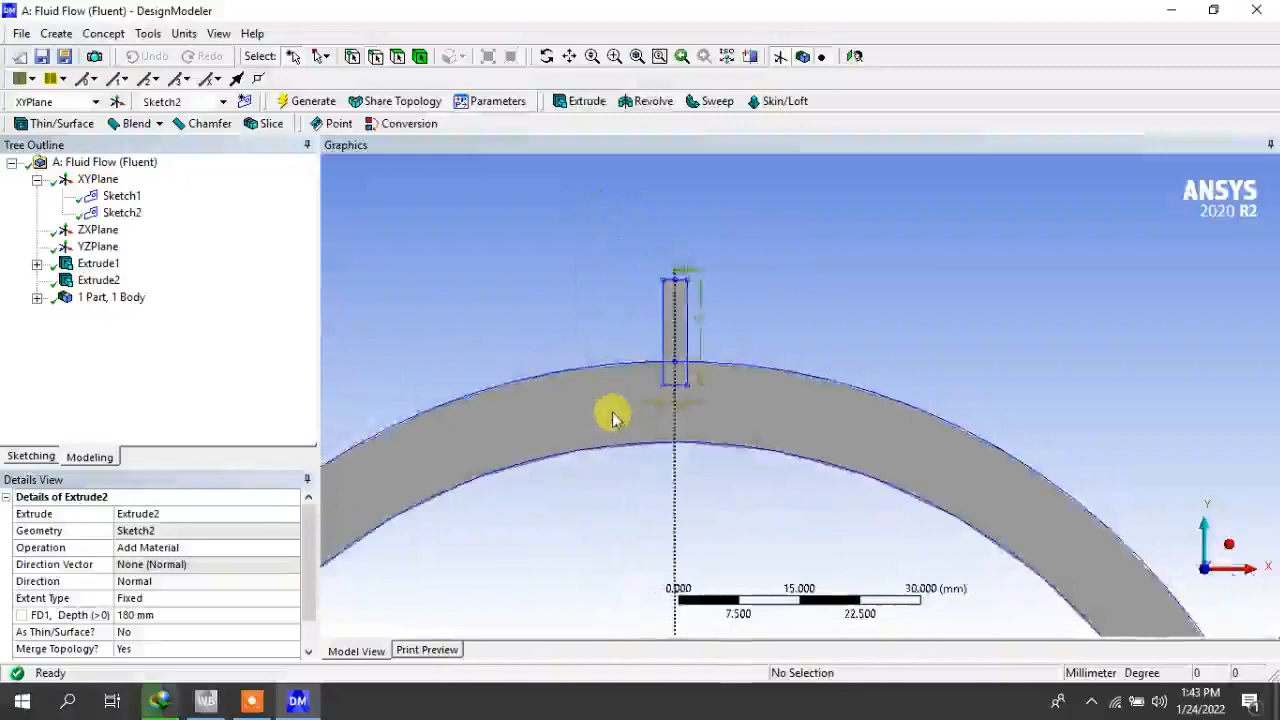 A: Fluid Flow (Fluent) - DesignModeler
File Create Concept Tools Units View Help
Undo Redo Select:
XYPlane Sketch2 Generate Share Topology Parameters Extrude Revolve Sweep Skin/Loft
Thin/Surface Blend Chamfer Slice Point Conversion
Tree Outline
A: Fluid Flow (Fluent)
XYPlane
Sketch1
Sketch2
ZXPlane
YZPlane
Extrude1
Extrude2
1 Part, 1 Body
Sketching Modeling
Details View
Details of Extrude2
Extrude Extrude2
Geometry Sketch2
Operation Add Material
Direction Vector None (Normal)
Direction Normal
Extent Type Fixed
FD1, Depth (>0) 180 mm
As Thin/Surface? No
Merge Topology? Yes
Graphics
ANSYS
2020 R2
Y
X
0.000 15.000 30.000 (mm)
7.500 22.500
Model View Print Preview
Ready No Selection Millimeter Degree 0 0
DM WB DM
1:43 PM
1/24/2022